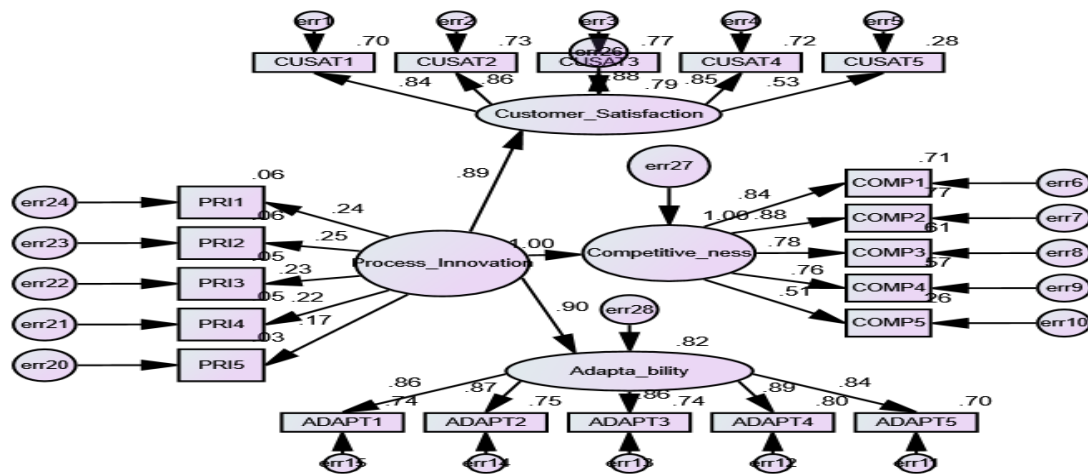 err1 err2 err3 err4 err5
.70 .73 .77 .72 .28
CUSAT1 CUSAT2 CUSAT3 CUSAT4 CUSAT5
err26
.84 .86 .88 .79 .85 .53
Customer_Satisfaction
.89
err27
.06 .71
err24 PRI1 .24 .84 COMP1 err6
.06 .77
err23 PRI2 .25 1.00 .88 COMP2 err7
.05 .61
Process_Innovation 1.00 Competitive_ness .78 COMP3 err8
err22 PRI3 .23 .57
.05 .22 .76 COMP4 err9
err21 PRI4 .17 .90 err28 .51 .26
.03 COMP5 err10
err20 PRI5 .82
Adapta_bility
.86 .87 .86 .89 .84
.74 .75 .74 .80 .70
ADAPT1 ADAPT2 ADAPT3 ADAPT4 ADAPT5
err15 err14 err13 err12 err11